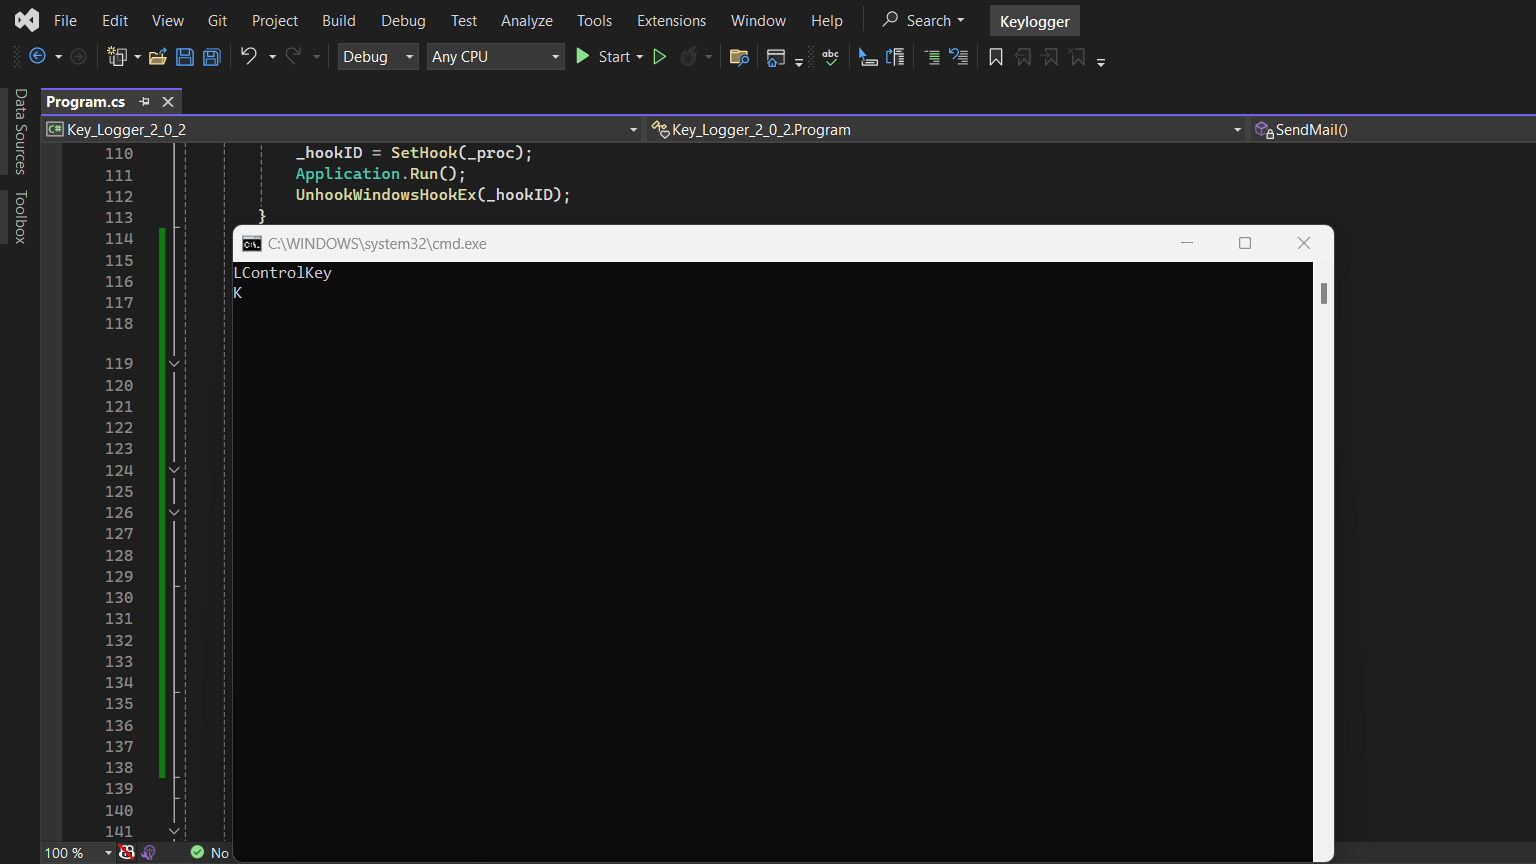 File Edit View Git Project Build Debug Test Analyze Tools Extensions Window Help Search Keylogger
Debug Any CPU Start abc
Data Sources
Toolbox
Program.cs
C# Key_Logger_2_0_2 Key_Logger_2_0_2.Program SendMail()
110 _hookID = SetHook(_proc);
111 Application.Run();
112 UnhookWindowsHookEx(_hookID);
113 }
114
115
116
117
118
119
120
121
122
123
124
125
126
127
128
129
130
131
132
133
134
135
136
137
138
139
140
141
C:\WINDOWS\system32\cmd.exe
LControlKey
K
100 % No